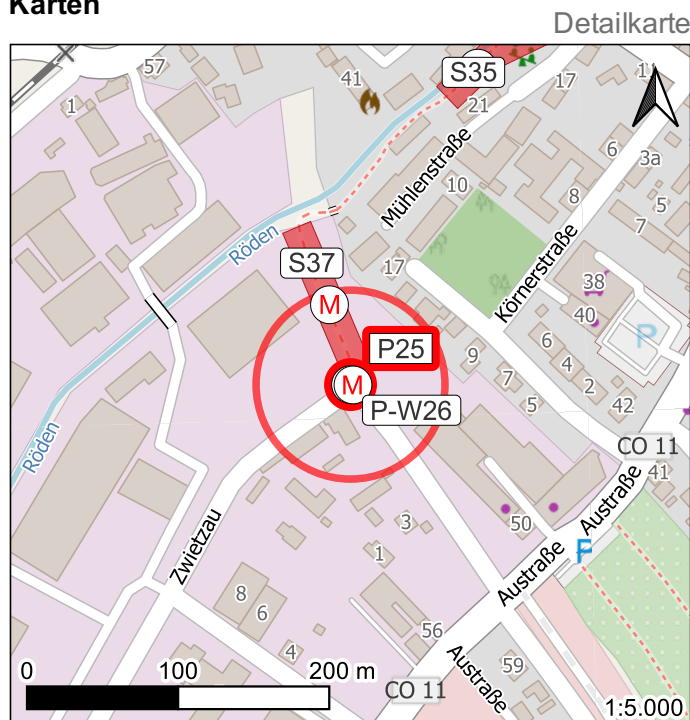 Karten
Detailkarte
57
41
S35
17
1
21
Mühlenstraße
6
3a
10
8
5
7
Röden
S37
17
Körnerstraße
38
M
40
P
P25
6
9
4
M
7
2
P-W26
5
42
Röden
CO 11
41
Austraße
3
50
Zwietzau
1
F
Austraße
8
6
56
4
Austraße
59
0 100 200 m
CO 11
1:5.000